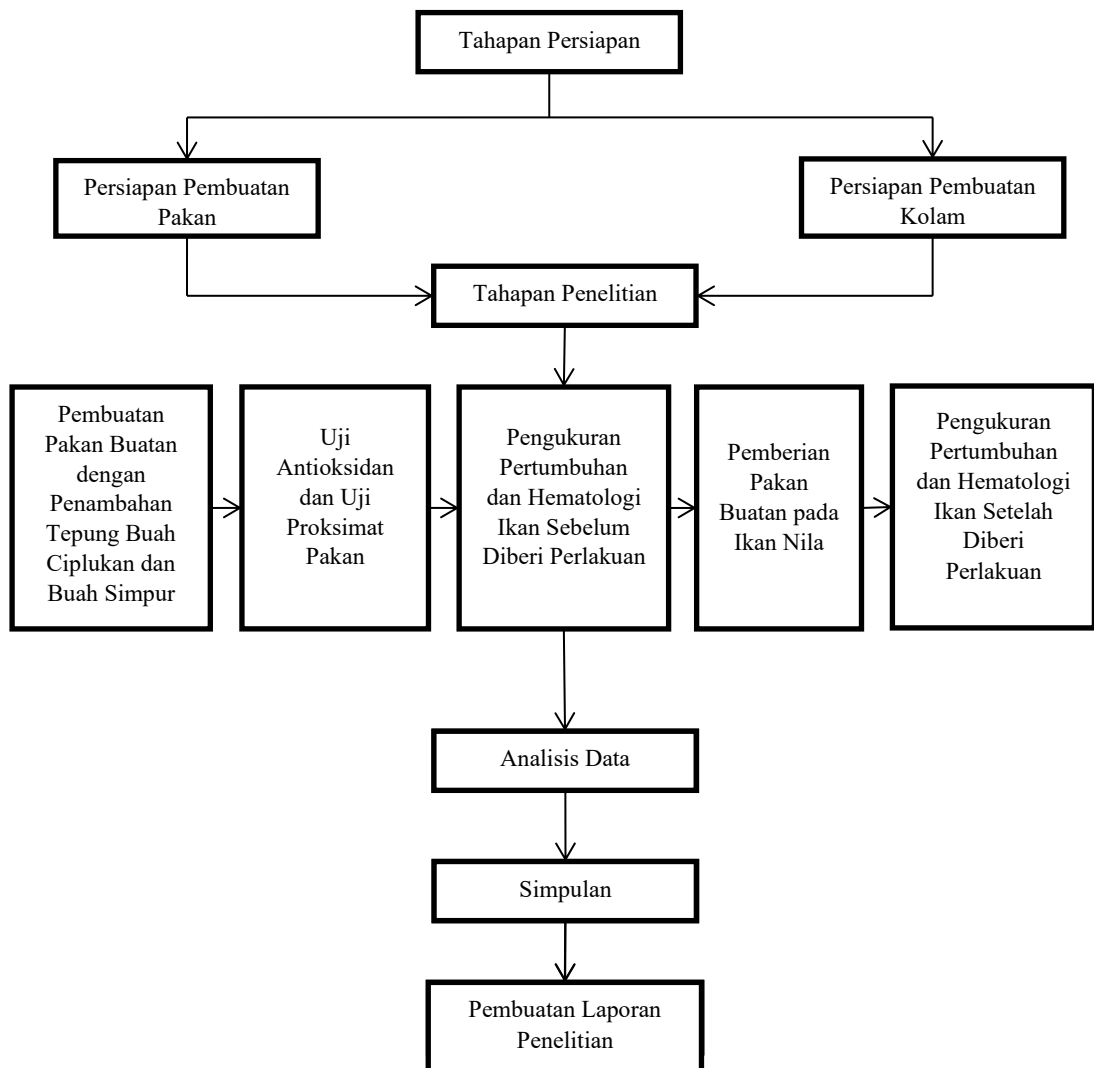 Tahapan Persiapan
Persiapan Pembuatan
Pakan
Persiapan Pembuatan
Kolam
Tahapan Penelitian
Pembuatan
Pakan Buatan
dengan
Penambahan
Tepung Buah
Ciplukan dan
Buah Simpur
Uji
Antioksidan
dan Uji
Proksimat
Pakan
Pengukuran
Pertumbuhan
dan Hematologi
Ikan Sebelum
Diberi Perlakuan
Pemberian
Pakan
Buatan pada
Ikan Nila
Pengukuran
Pertumbuhan
dan Hematologi
Ikan Setelah
Diberi
Perlakuan
Analisis Data
Simpulan
Pembuatan Laporan
Penelitian